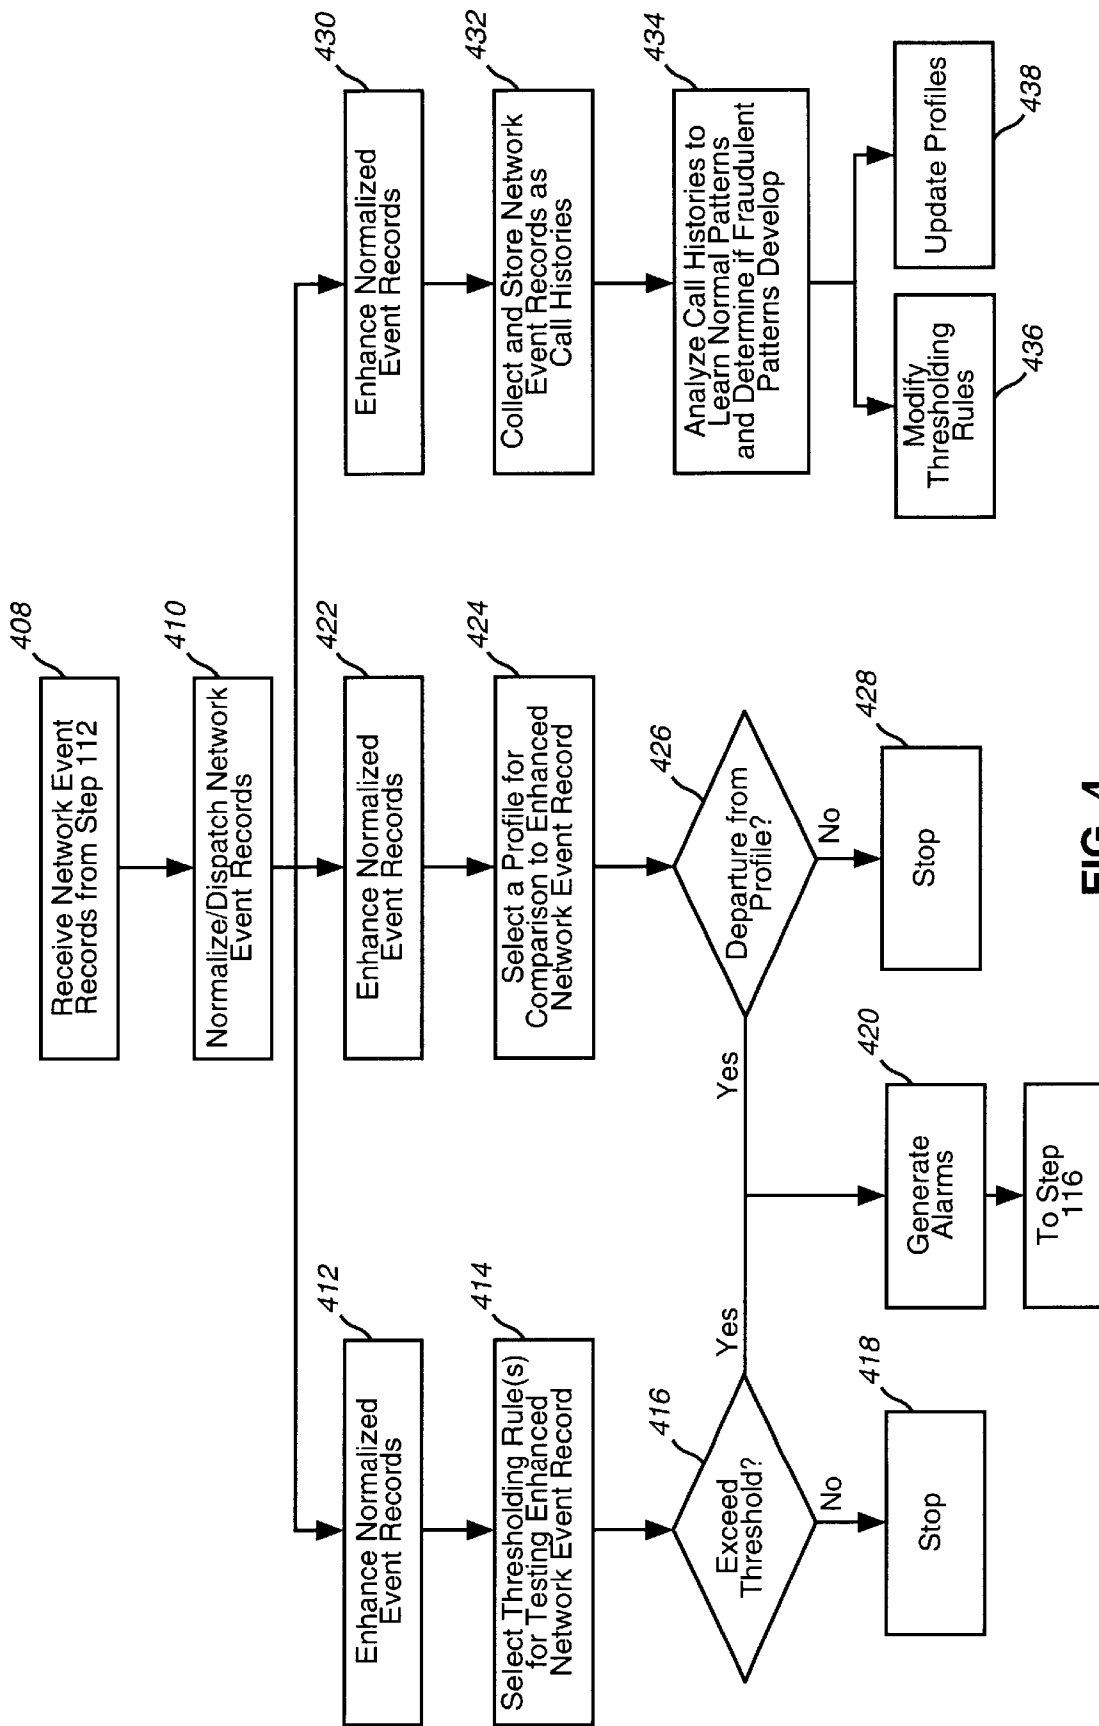 408
Receive Network Event
Records from Step 112
410
Normalize/Dispatch Network
Event Records
412
Enhance Normalized
Event Records
414
Select Thresholding Rule(s)
for Testing Enhanced
Network Event Record
416
Exceed
Threshold?
Yes
No
418
Stop
422
Enhance Normalized
Event Records
424
Select a Profile for
Comparison to Enhanced
Network Event Record
426
Departure from
Profile?
Yes
No
428
Stop
420
Generate
Alarms
To Step
116
430
Enhance Normalized
Event Records
432
Collect and Store Network
Event Records as
Call Histories
434
Analyze Call Histories to
Learn Normal Patterns
and Determine if Fraudulent
Patterns Develop
Modify
Thresholding
Rules
436
Update Profiles
438
FIG. 4